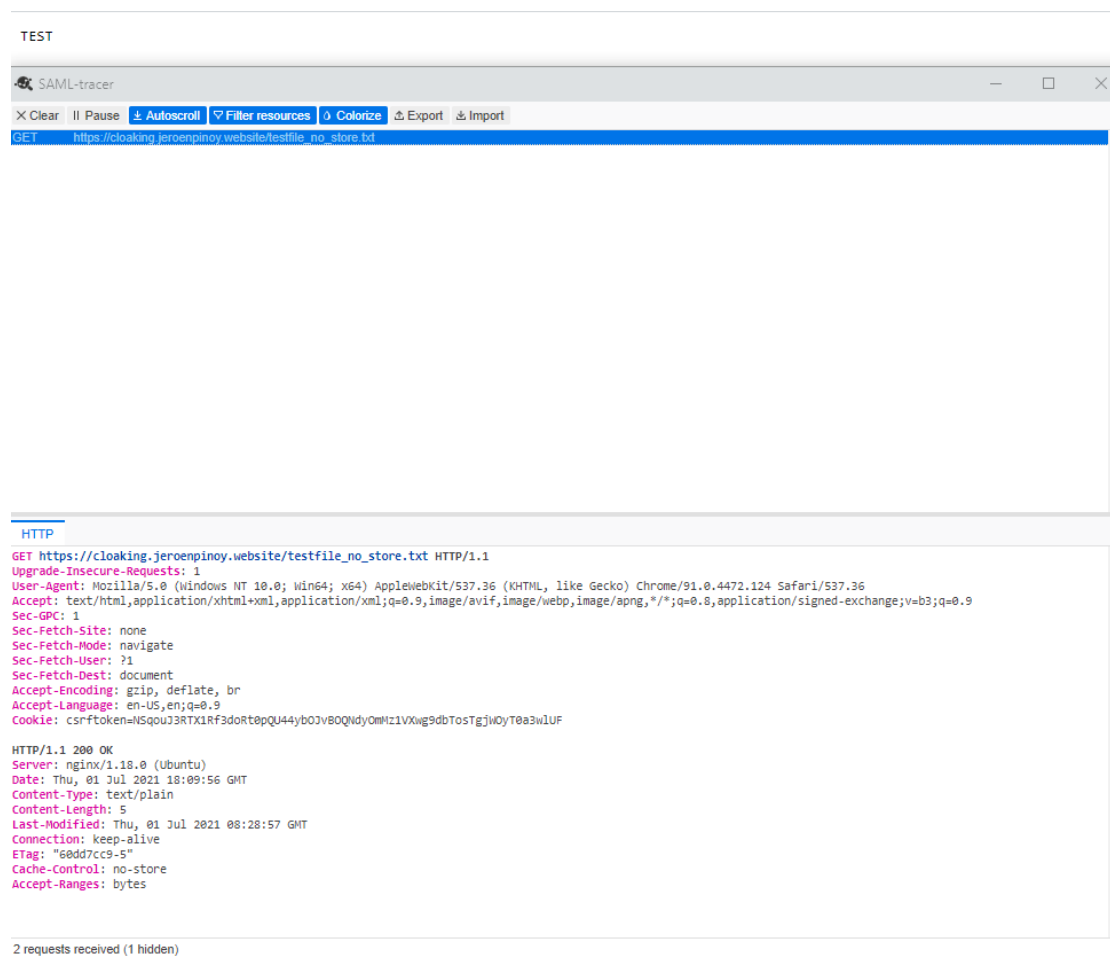 TEST
SAML-tracer
Clear Pause Autoscroll Filter resources Colorize Export Import
GET https://cloaking.jeroenpinoy.website/testfile_no_store.txt
HTTP
GET https://cloaking.jeroenpinoy.website/testfile_no_store.txt HTTP/1.1
Upgrade-Insecure-Requests: 1
User-Agent: Mozilla/5.0 (Windows NT 10.0; Win64; x64) AppleWebKit/537.36 (KHTML, like Gecko) Chrome/91.0.4472.124 Safari/537.36
Accept: text/html,application/xhtml+xml,application/xml;q=0.9,image/avif,image/webp,image/apng,*/*;q=0.8,application/signed-exchange;v=b3;q=0.9
Sec-GPC: 1
Sec-Fetch-Site: none
Sec-Fetch-Mode: navigate
Sec-Fetch-User: ?1
Sec-Fetch-Dest: document
Accept-Encoding: gzip, deflate, br
Accept-Language: en-US,en;q=0.9
Cookie: csrftoken=NSqouJ3RTX1Rf3doRt0pQU44ybOJvBOQNdyOmMz1VXwg9dbTosTgjWOyT0a3wlUF
HTTP/1.1 200 OK
Server: nginx/1.18.0 (Ubuntu)
Date: Thu, 01 Jul 2021 18:09:56 GMT
Content-Type: text/plain
Content-Length: 5
Last-Modified: Thu, 01 Jul 2021 08:28:57 GMT
Connection: keep-alive
ETag: "60dd7cc9-5"
Cache-Control: no-store
Accept-Ranges: bytes
2 requests received (1 hidden)